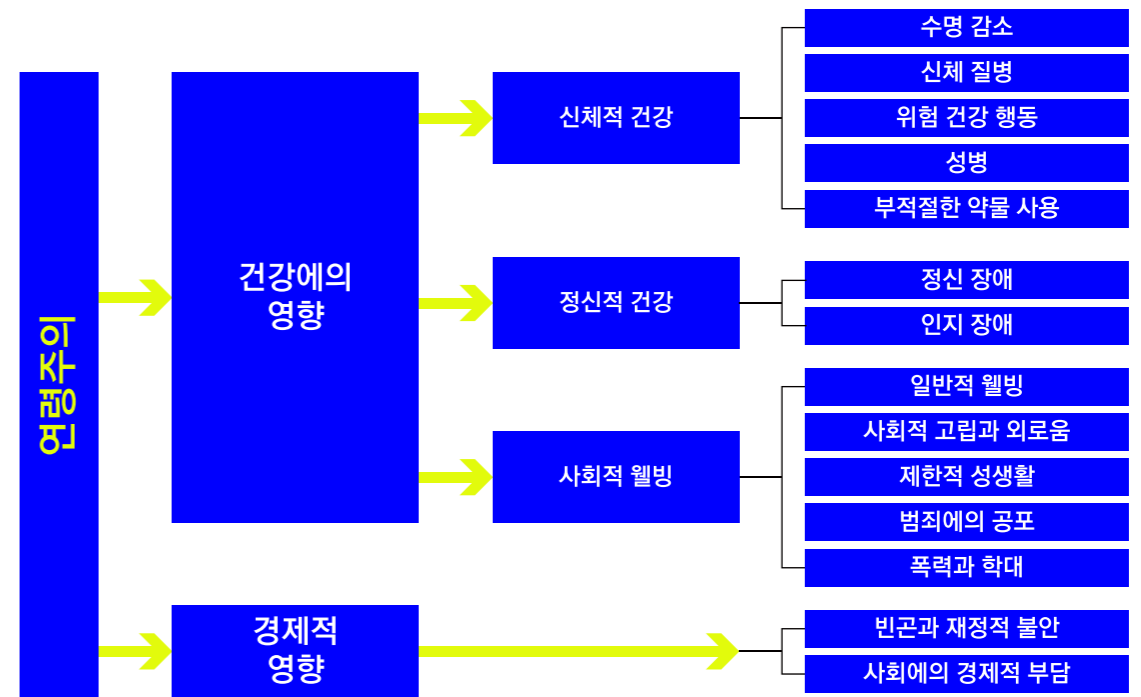 연령주의
건강에의
영향
신체적 건강
수명 감소
신체 질병
위험 건강 행동
성병
부적절한 약물 사용
정신적 건강
정신 장애
인지 장애
사회적 웰빙
일반적 웰빙
사회적 고립과 외로움
제한적 성생활
범죄에의 공포
폭력과 학대
경제적
영향
빈곤과 재정적 불안
사회에의 경제적 부담